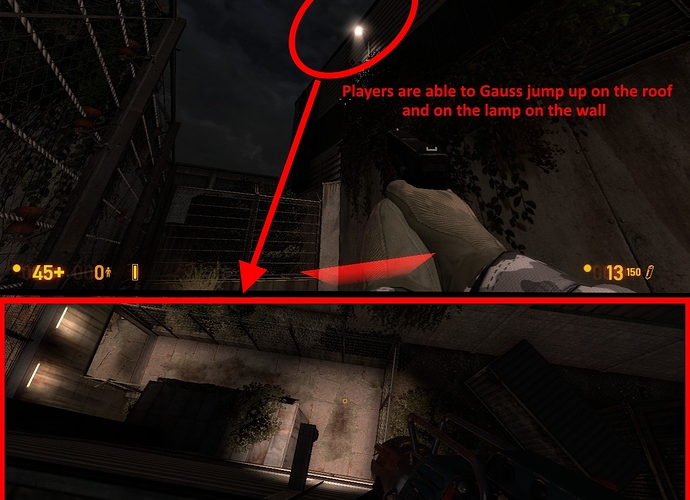 Players are able to Gauss jump up on the roof
and on the lamp on the wall
45+ 0 13 150